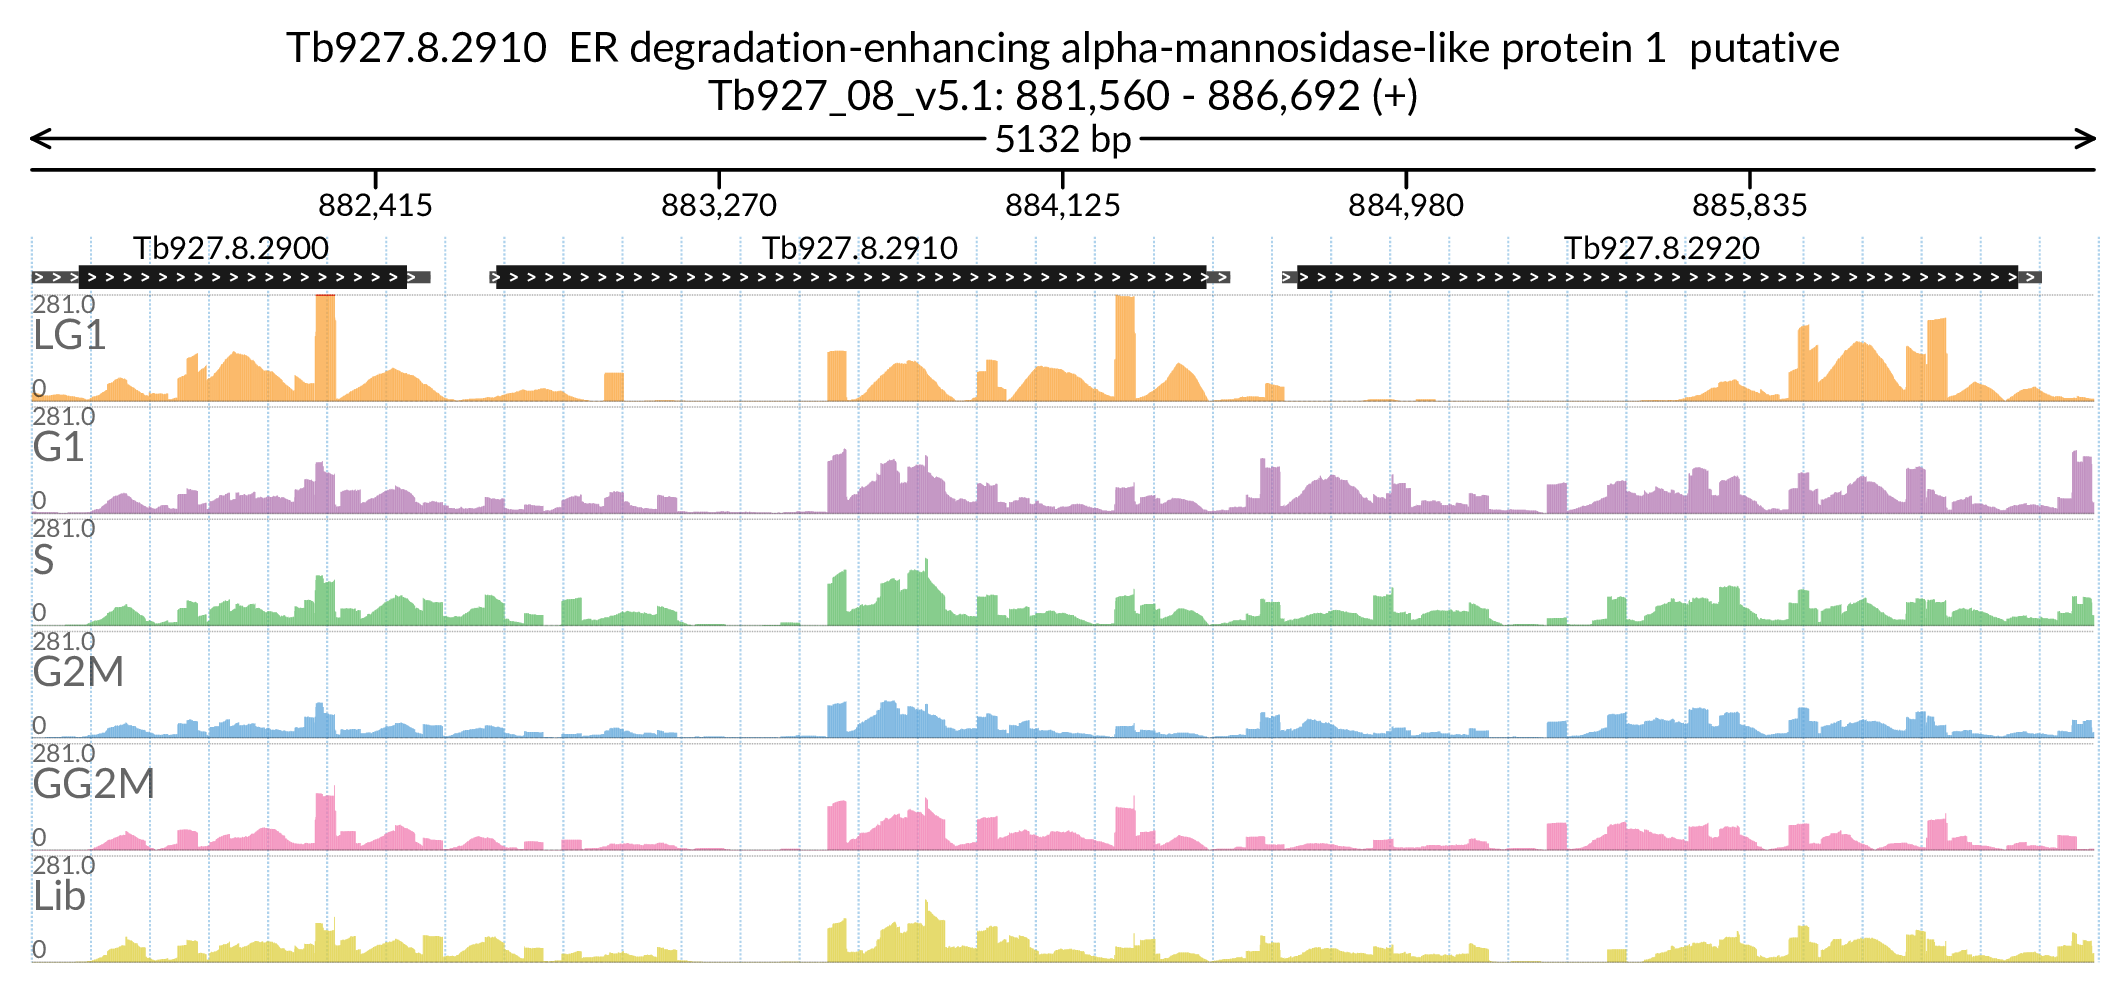 Tb927.8.2910  ER degradation-enhancing alpha-mannosidase-like protein 1  putative
Tb927_08_v5.1: 881,560 - 886,692 (+)
5132 bp
882,415 883,270 884,125 884,980 885,835
Tb927.8.2900 Tb927.8.2910 Tb927.8.2920
281.0
LG1
0
281.0
G1
0
281.0
S
0
281.0
G2M
0
281.0
GG2M
0
281.0
Lib
0